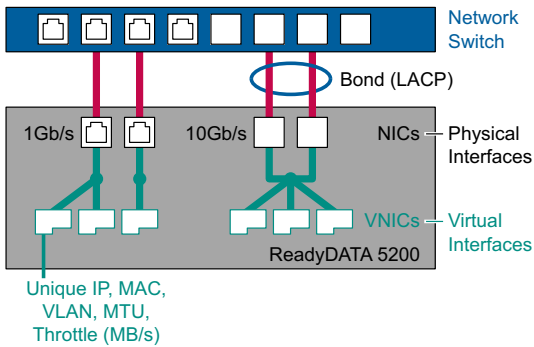 Network
Switch
Bond (LACP)
1Gb/s
10Gb/s
NICs
Physical
Interfaces
VNICs
Virtual
Interfaces
ReadyDATA 5200
Unique IP, MAC,
VLAN, MTU,
Throttle (MB/s)